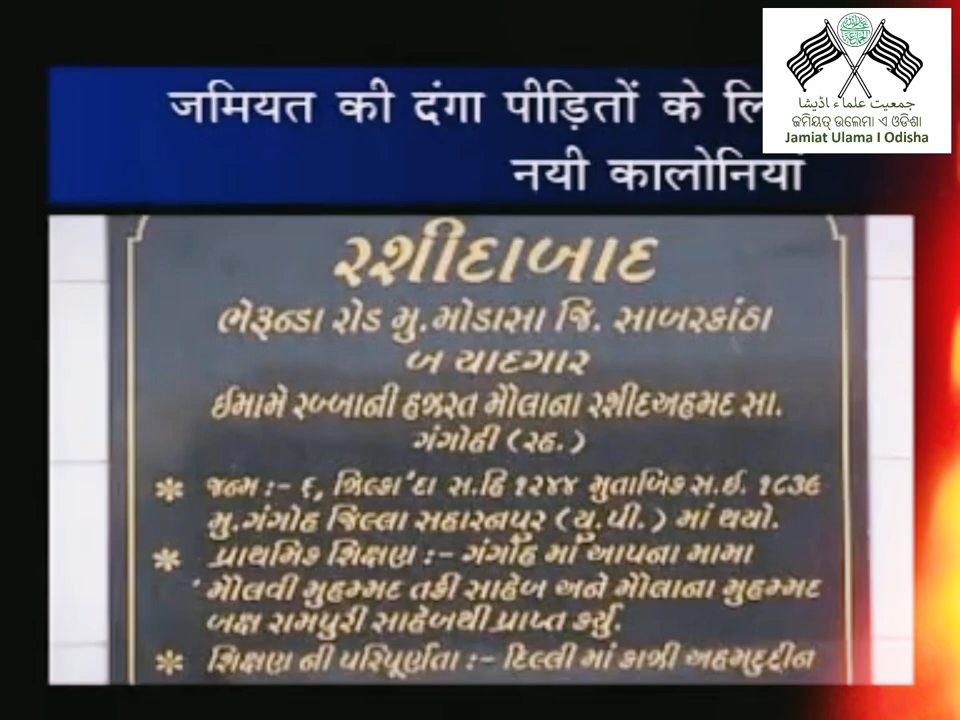 जमियत की दंगा पीड़ितों के
नयी कालोनियाँ
جمعیت علماء اڈیشا
ଜମିୟତ୍ ଉଲେମା ଏ ଓଡିଶା
Jamiat Ulama I Odisha
રશીદાબાદ
ભેરૂન્ડા રોડ મુ.મોડાસા જિ. સાબરકાંઠા
બ યાદગાર
ઈમામે રબ્બાની હઝરત મૌલાના રશીદઅહમદ સા.
ગંગોહી (રહ.)
* જન્મ :- ૬, ઝિલ્કા'દા સ.હિ ૧૨૪૪ મુતાબિક સ.ઈ. ૧૮૩૯
મુ.ગંગોહ જિલ્લા સહારનપુર (યુ.પી.) માં થયો.
* પ્રાથમિક શિક્ષણ :- ગંગોહ માં આપના મામા
મૌલવી મુહમ્મદ તકી સાહેબ અને મૌલાના મુહમ્મદ
બક્ષ રામપુરી સાહેબથી પ્રાપ્ત કર્યુ.
* શિક્ષણ ની પરિપૂર્ણતા :- દિલ્લી માં કાઝી અહમદુદ્દીન